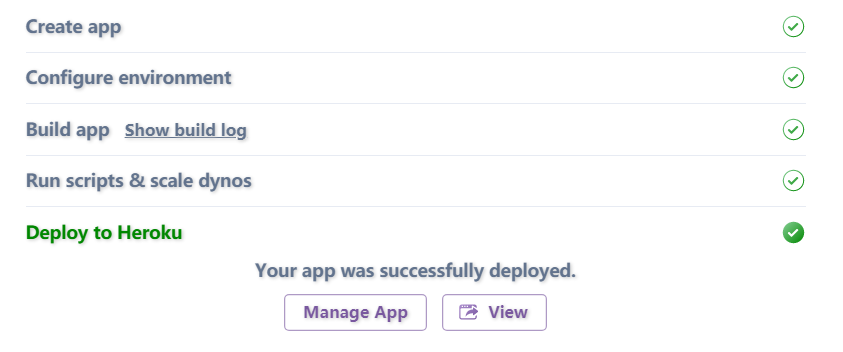 Create app
Configure environment
Build app Show build log
Run scripts & scale dynos
Deploy to Heroku
Your app was successfully deployed.
Manage App View